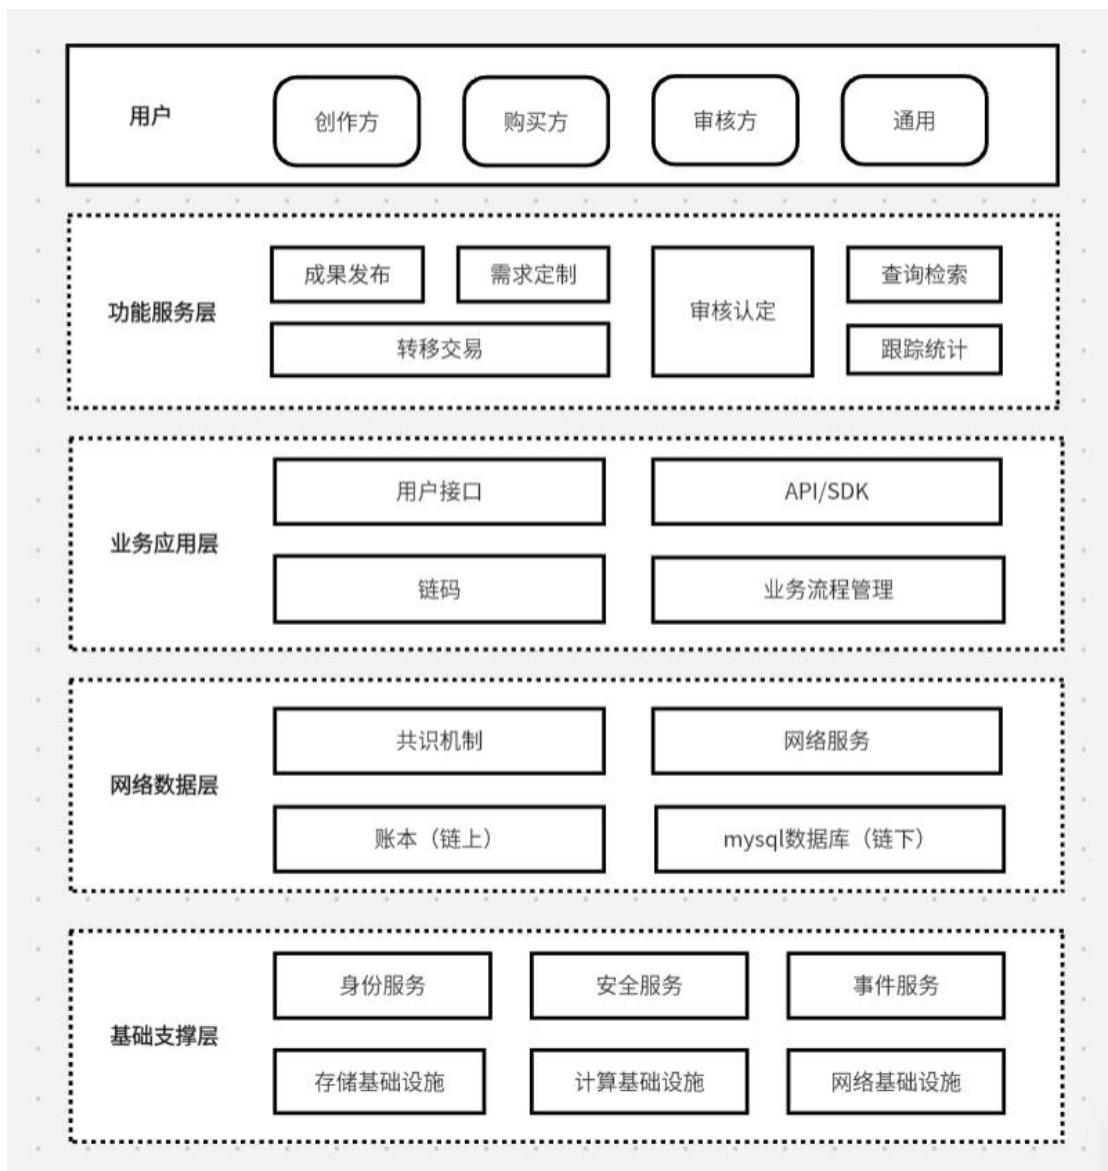 用户
创作方
购买方
审核方
通用
功能服务层
成果发布
需求定制
审核认定
查询检索
转移交易
跟踪统计
业务应用层
用户接口
API/SDK
链码
业务流程管理
网络数据层
共识机制
网络服务
账本（链上）
mysql数据库（链下）
基础支撑层
身份服务
安全服务
事件服务
存储基础设施
计算基础设施
网络基础设施